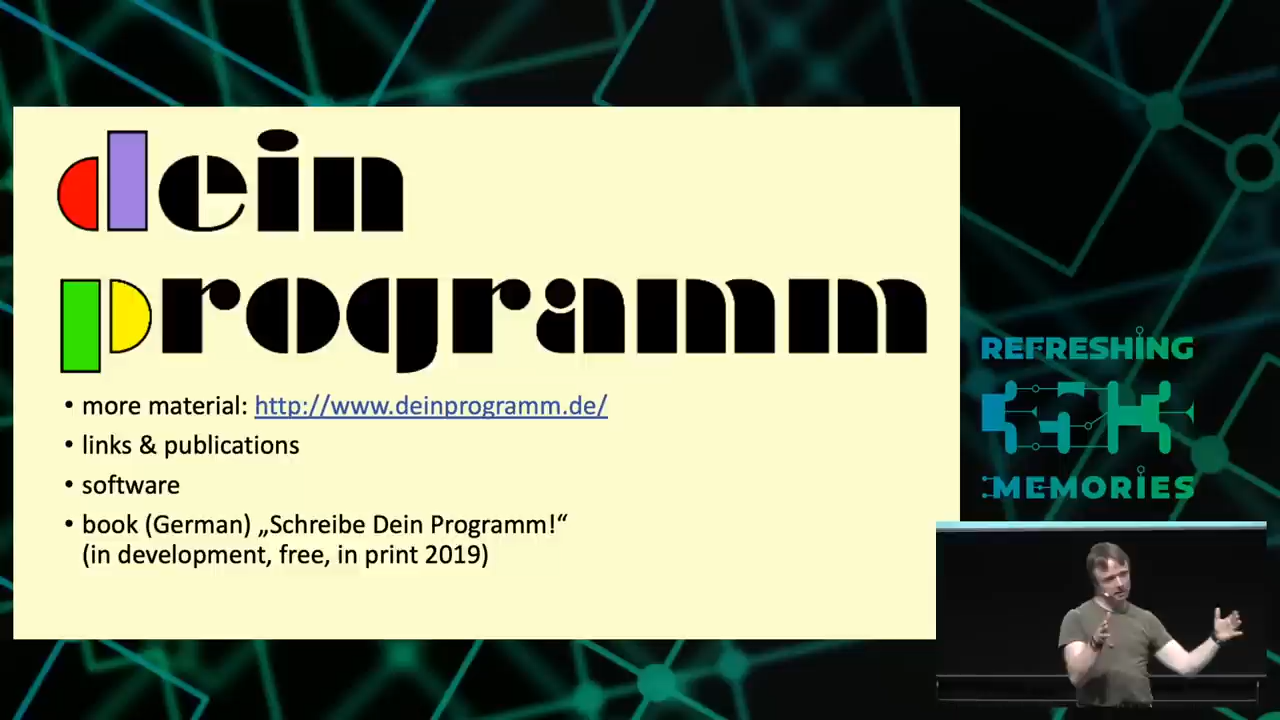 dein
programm
• more material: http://www.deinprogramm.de/
• links & publications
• software
• book (German) „Schreibe Dein Programm!“
(in development, free, in print 2019)
REFRESHING
35
MEMORIES